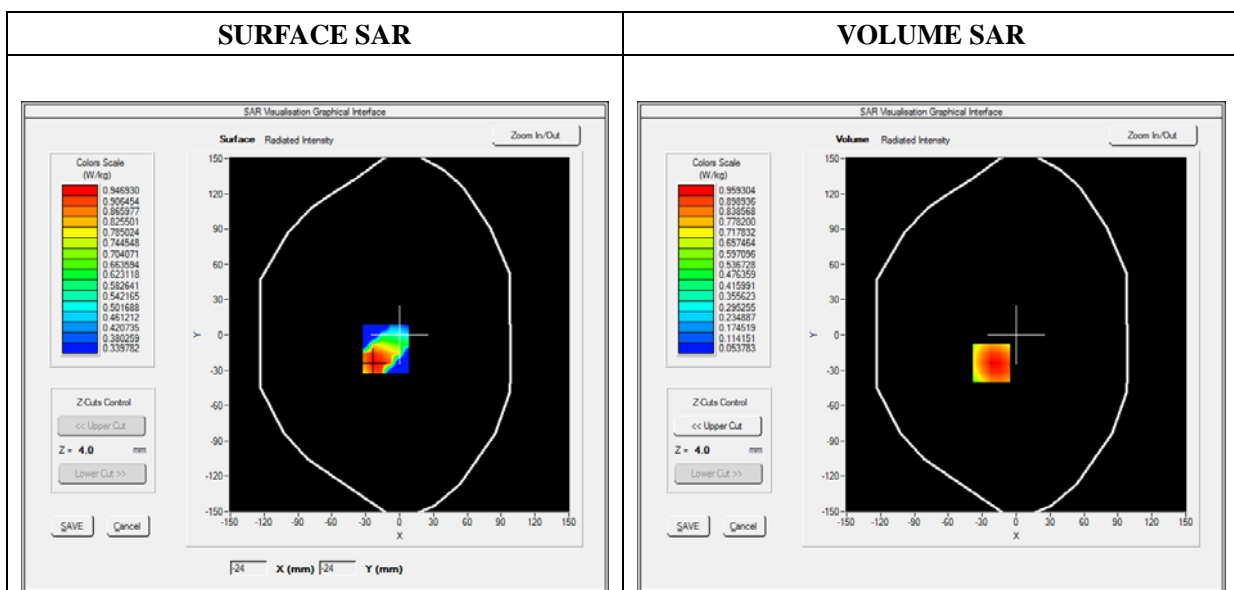 SURFACE SAR
VOLUME SAR
SAR Visualisation Graphical Interface
Surface Radiated Intensity
Zoom In/Out
Colors Scale
(W/kg)
0.946930
0.906454
0.865977
0.825501
0.785024
0.744548
0.704071
0.663594
0.623118
0.582641
0.542165
0.501688
0.461212
0.420735
0.380259
0.339782
Z-Cuts Control
<< Upper Cut
Z = 4.0 mm
Lower Cut >>
SAVE Cancel
150
120
90
60
30
0
-30
-60
-90
-120
-150
Y
-150 -120 -90 -60 -30 0 30 60 90 120 150
X
-24 X (mm) -24 Y (mm)
SAR Visualisation Graphical Interface
Volume Radiated Intensity
Zoom In/Out
Colors Scale
(W/kg)
0.959304
0.898936
0.838568
0.778200
0.717832
0.657464
0.597096
0.536728
0.476359
0.415991
0.355623
0.295255
0.234887
0.174519
0.114151
0.053783
Z-Cuts Control
<< Upper Cut
Z = 4.0 mm
Lower Cut >>
SAVE Cancel
150
120
90
60
30
0
-30
-60
-90
-120
-150
Y
-150 -120 -90 -60 -30 0 30 60 90 120 150
X